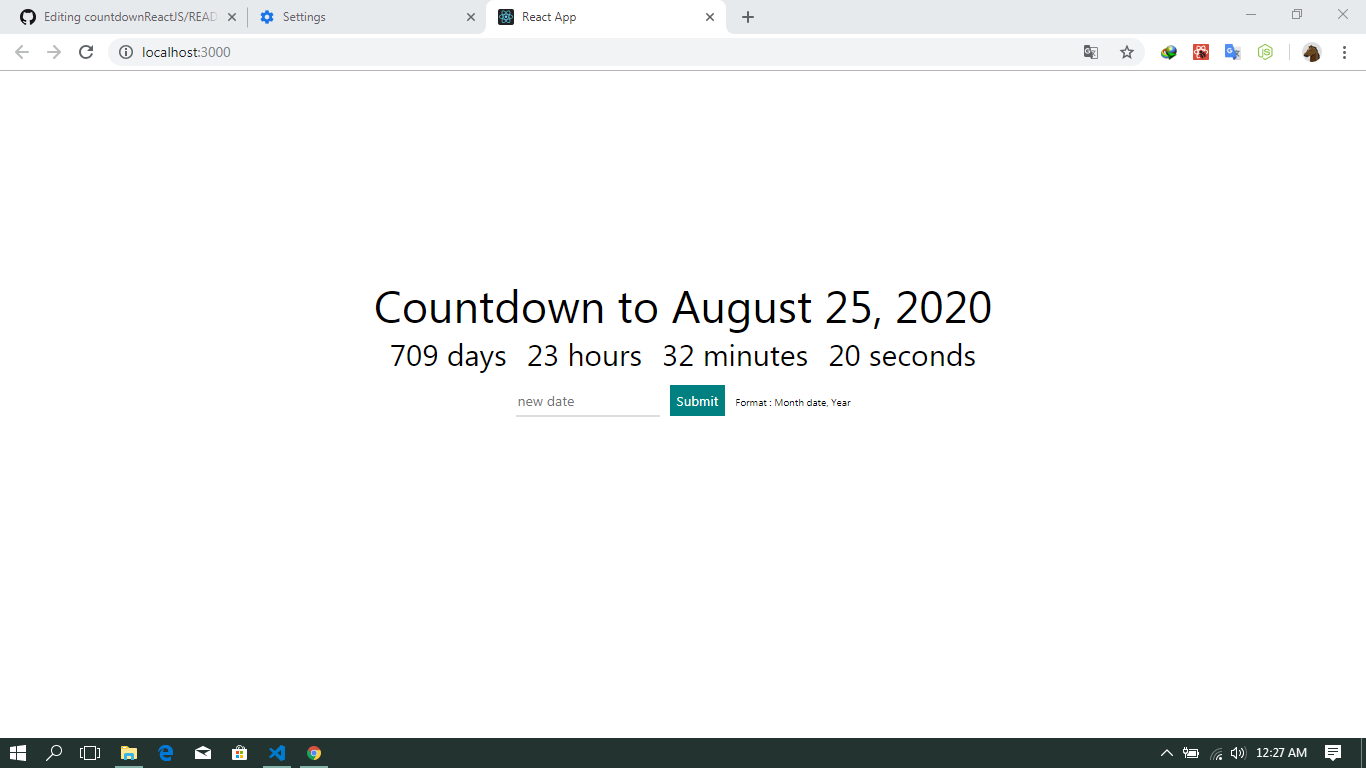 Editing countdownReactJS/READ
Settings
React App
localhost:3000
Countdown to August 25, 2020
709 days 23 hours 32 minutes 20 seconds
new date Submit Format : Month date, Year
12:27 AM